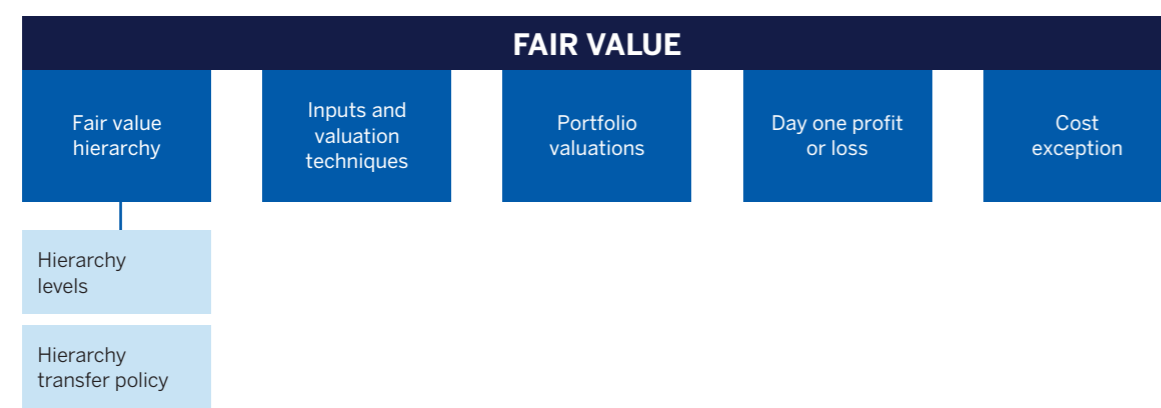 FAIR VALUE
Fair value
hierarchy
Inputs and
valuation
techniques
Portfolio
valuations
Day one profit
or loss
Cost
exception
Hierarchy
levels
Hierarchy
transfer policy